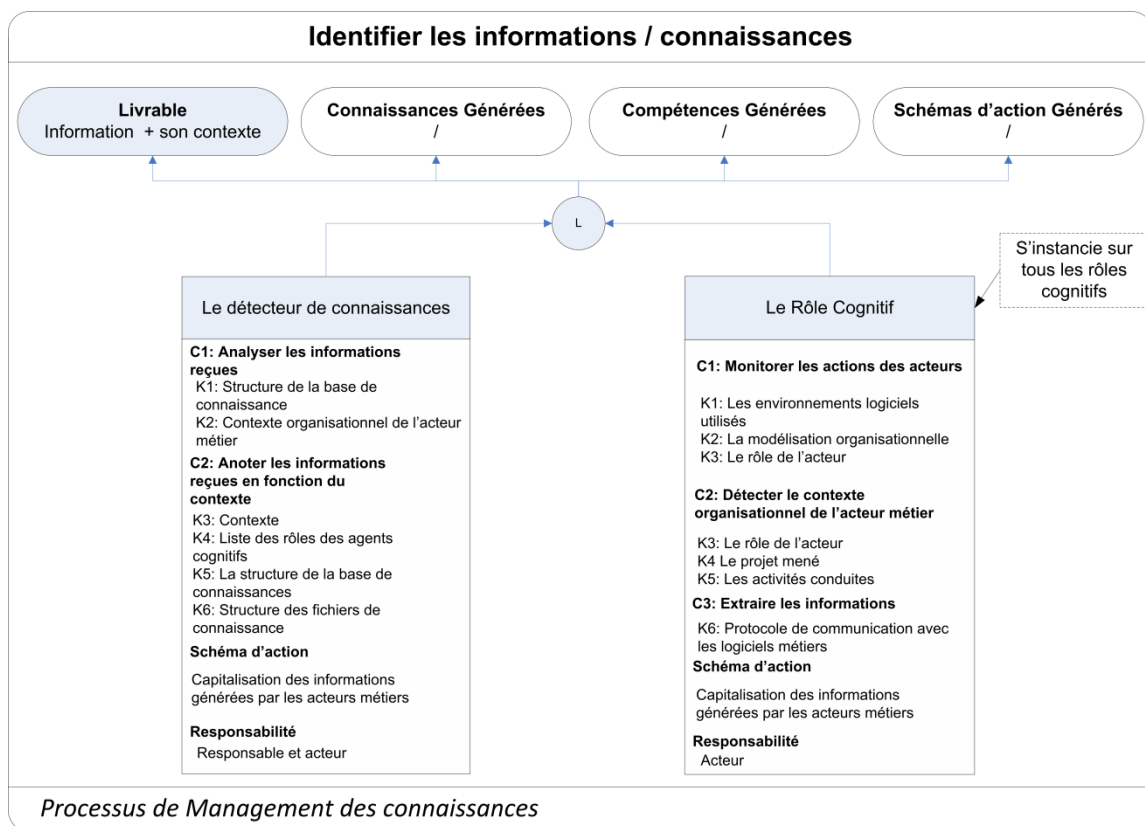 Identifier les informations / connaissances
Livrable
Information + son contexte
Connaissances Générées
/
Compétences Générées
/
Schémas d'action Générés
/
L
S'instancie sur
tous les rôles
cognitifs
Le détecteur de connaissances
C1: Analyser les informations
reçues
K1: Structure de la base de
connaissance
K2: Contexte organisationnel de l'acteur
métier
C2: Anoter les informations
reçues en fonction du
contexte
K3: Contexte
K4: Liste des rôles des agents
cognitifs
K5: La structure de la base de
connaissances
K6: Structure des fichiers de
connaissance
Schéma d'action
Capitalisation des informations
générées par les acteurs métiers
Responsabilité
Responsable et acteur
Le Rôle Cognitif
C1: Monitorer les actions des acteurs
K1: Les environnements logiciels
utilisés
K2: La modélisation organisationnelle
K3: Le rôle de l'acteur
C2: Détecter le contexte
organisationnel de l'acteur métier
K3: Le rôle de l'acteur
K4 Le projet mené
K5: Les activités conduites
C3: Extraire les informations
K6: Protocole de communication avec
les logiciels métiers
Schéma d'action
Capitalisation des informations
générées par les acteurs métiers
Responsabilité
Acteur
Processus de Management des connaissances